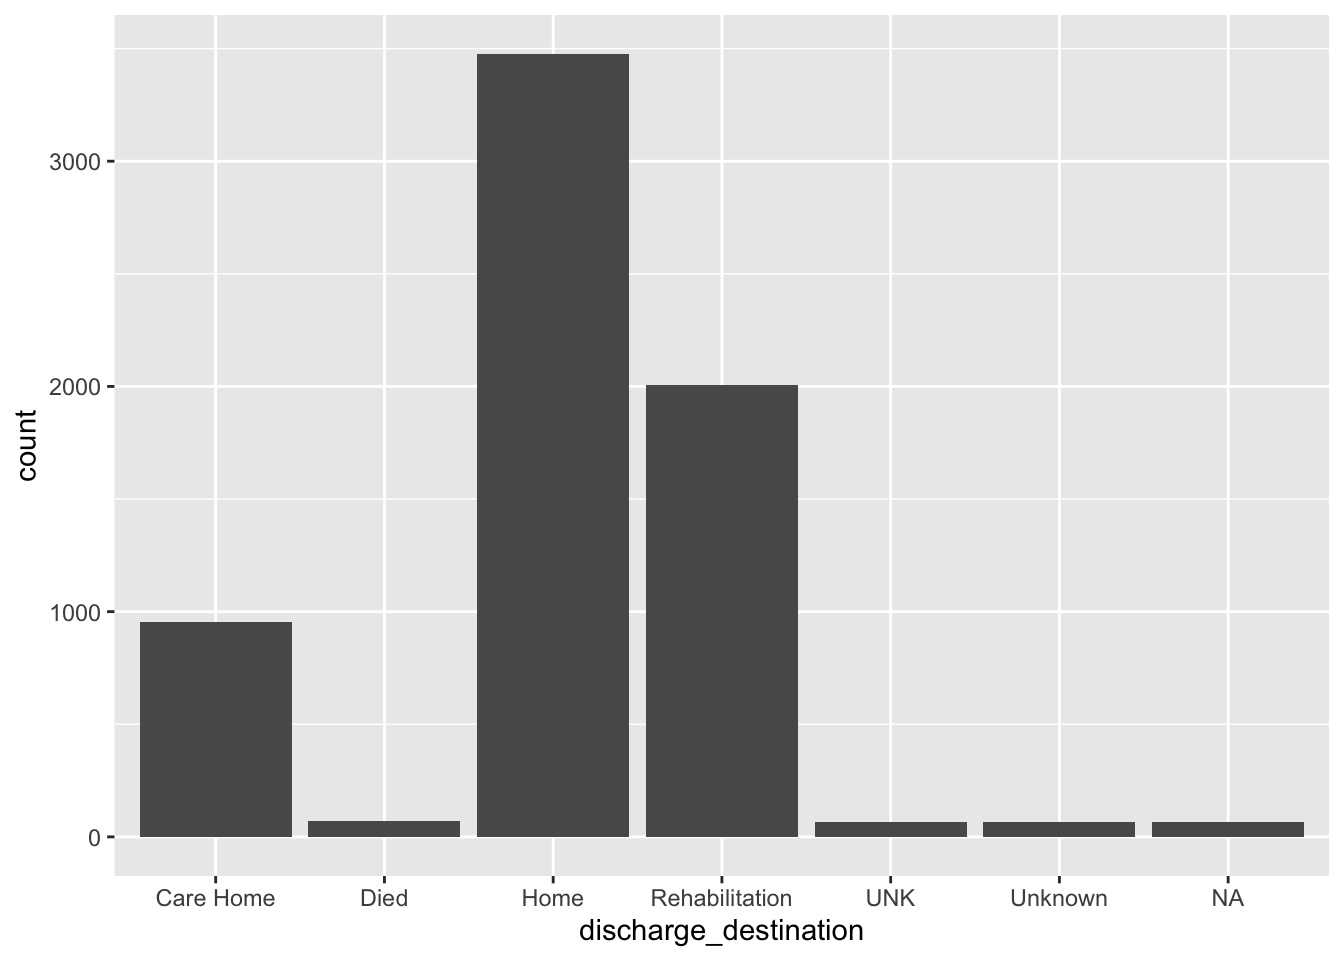 count
3000
2000
1000
0
Care Home Died Home Rehabilitation UNK Unknown NA
discharge_destination